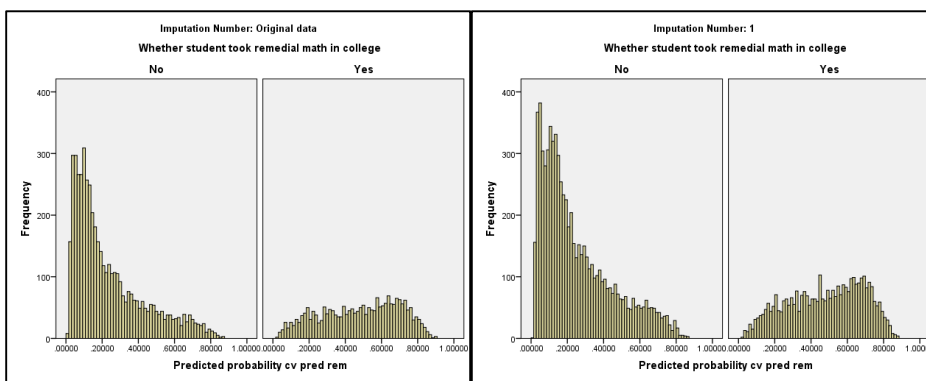 Imputation Number: Original data
Whether student took remedial math in college
No Yes
400
300
200
100
0
Frequency
.00000 .20000 .40000 .60000 .80000 1.00000 .00000 .20000 .40000 .60000 .80000 1.00000
Predicted probability cv pred rem
Imputation Number: 1
Whether student took remedial math in college
No Yes
400
300
200
100
0
Frequency
.00000 .20000 .40000 .60000 .80000 1.00000 .00000 .20000 .40000 .60000 .80000 1.0000
Predicted probability cv pred rem